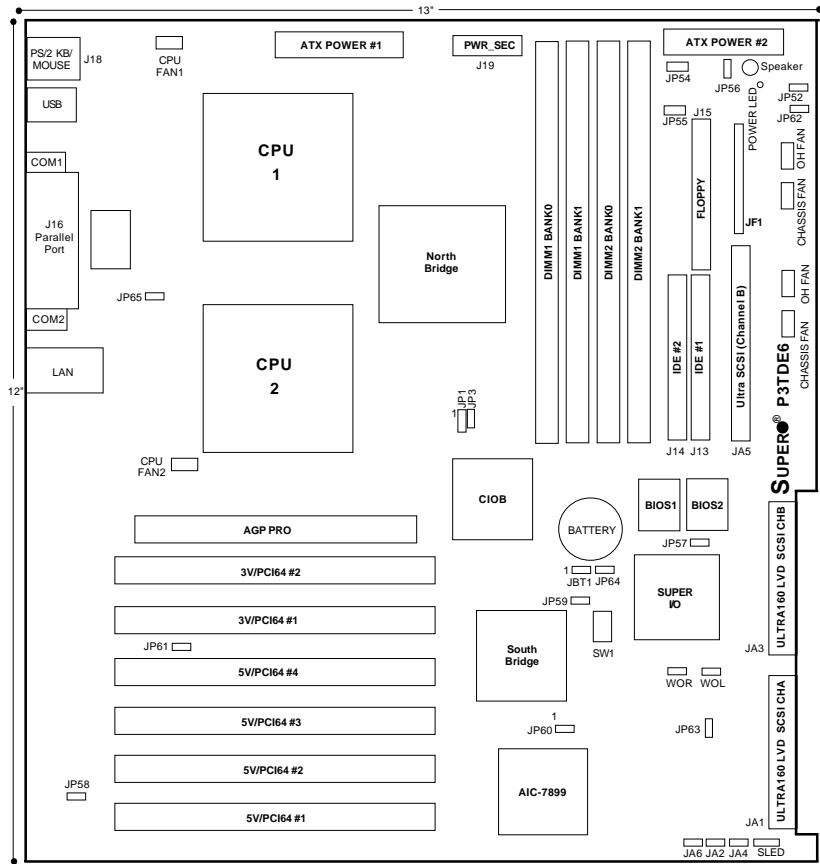 13"
PS/2 KB/
MOUSE
J18
CPU
FAN1
ATX POWER #1
PWR_SEC
J19
ATX POWER #2
JP54
JP56
Speaker
JP52
JP62
POWER LED
USB
JP55
J15
OH FAN
CHASSIS FAN
COM1
CPU
1
J16
Parallel
Port
North
Bridge
DIMM1 BANK0
DIMM1 BANK1
DIMM2 BANK0
DIMM2 BANK1
FLOPPY
JF1
JP65
COM2
OH FAN
CHASSIS FAN
LAN
CPU
2
12"
IDE #2
IDE #1
Ultra SCSI (Channel B)
JP1
JP3
1
J14
J13
JA5
SUPER® P3TDE6
CPU
FAN2
CIOB
BIOS1
BIOS2
BATTERY
AGP PRO
JP57
3V/PCI64 #2
1
JBT1
JP64
SUPER
I/O
ULTRA160 LVD SCSI CHB
JP59
3V/PCI64 #1
JP61
SW1
JA3
South
Bridge
5V/PCI64 #4
WOR
WOL
5V/PCI64 #3
1
JP60
JP63
ULTRA160 LVD SCSI CHA
5V/PCI64 #2
JP58
AIC-7899
5V/PCI64 #1
JA1
JA6
JA2
JA4
SLED